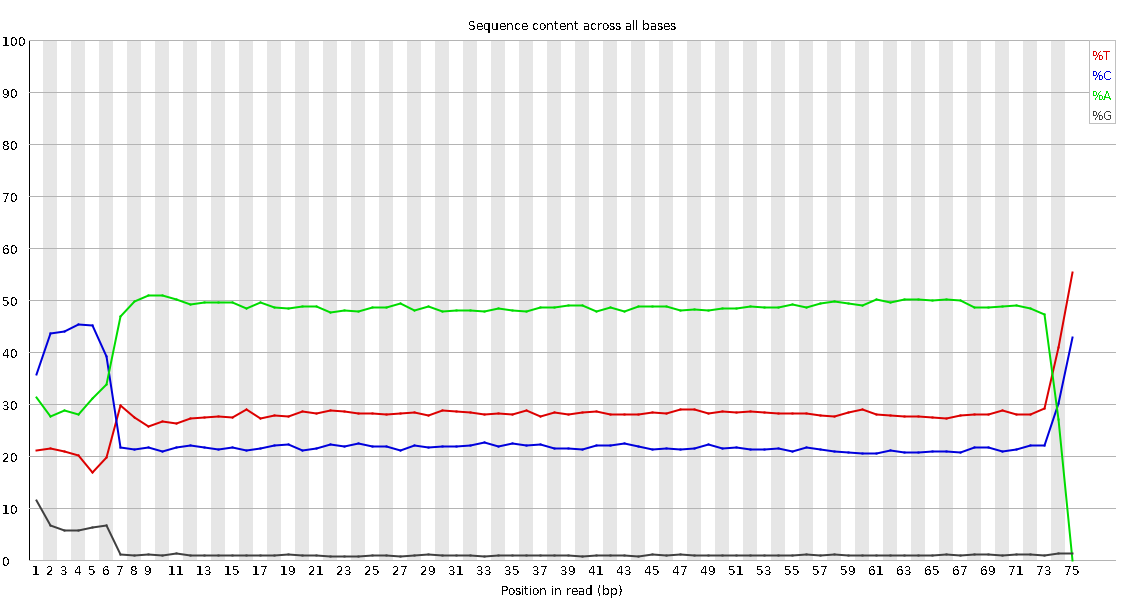 Sequence content across all bases
100
90
80
70
60
50
40
30
20
10
0
%T
%C
%A
%G
1 2 3 4 5 6 7 8 9 11 13 15 17 19 21 23 25 27 29 31 33 35 37 39 41 43 45 47 49 51 53 55 57 59 61 63 65 67 69 71 73 75
Position in read (bp)